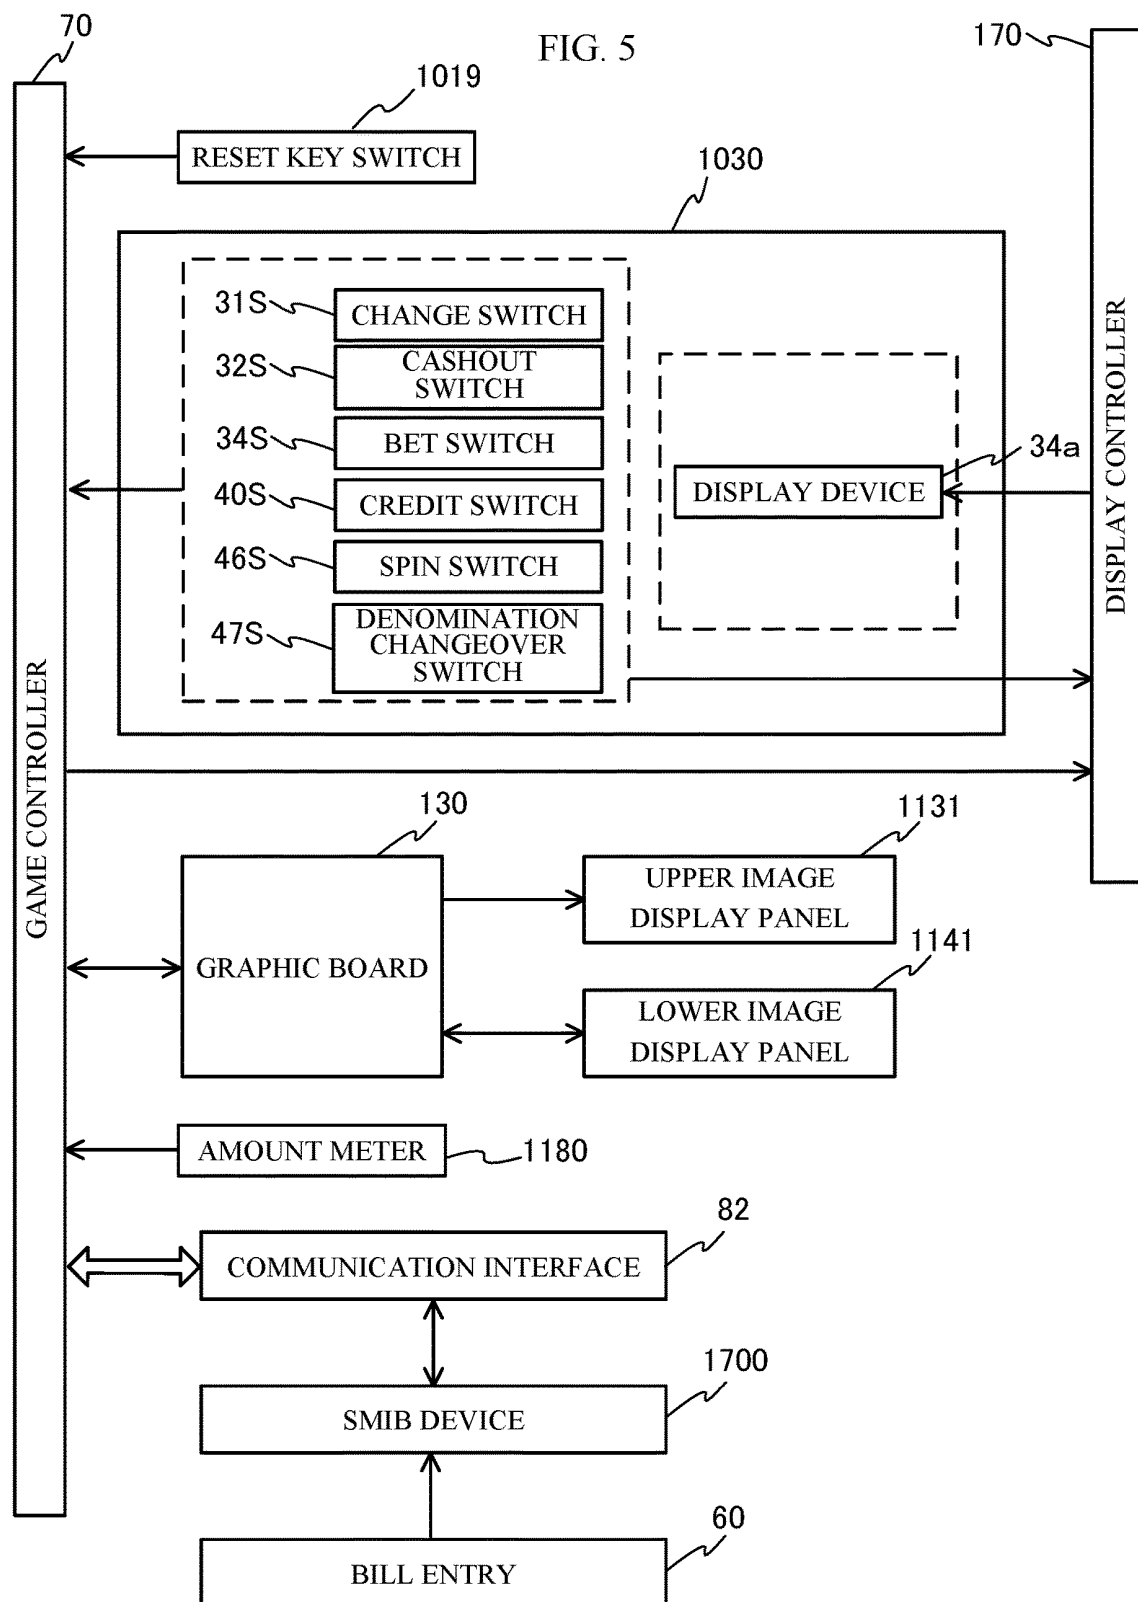 FIG. 5
70
170
1019
RESET KEY SWITCH
1030
31S
CHANGE SWITCH
32S
CASHOUT
SWITCH
34S
BET SWITCH
40S
CREDIT SWITCH
46S
SPIN SWITCH
47S
DENOMINATION
CHANGEOVER
SWITCH
34a
DISPLAY DEVICE
DISPLAY CONTROLLER
GAME CONTROLLER
130
GRAPHIC BOARD
1131
UPPER IMAGE
DISPLAY PANEL
1141
LOWER IMAGE
DISPLAY PANEL
AMOUNT METER
1180
82
COMMUNICATION INTERFACE
1700
SMIB DEVICE
60
BILL ENTRY